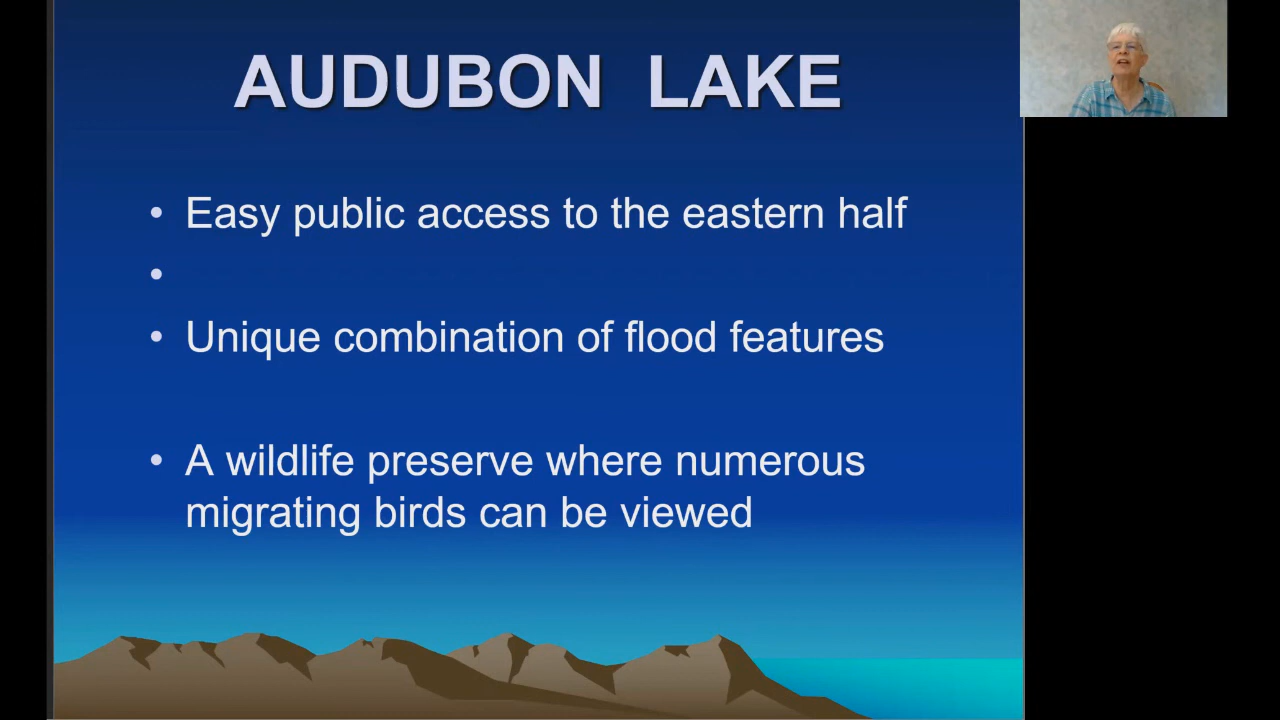 AUDUBON LAKE
• Easy public access to the eastern half
•
• Unique combination of flood features
• A wildlife preserve where numerous
migrating birds can be viewed